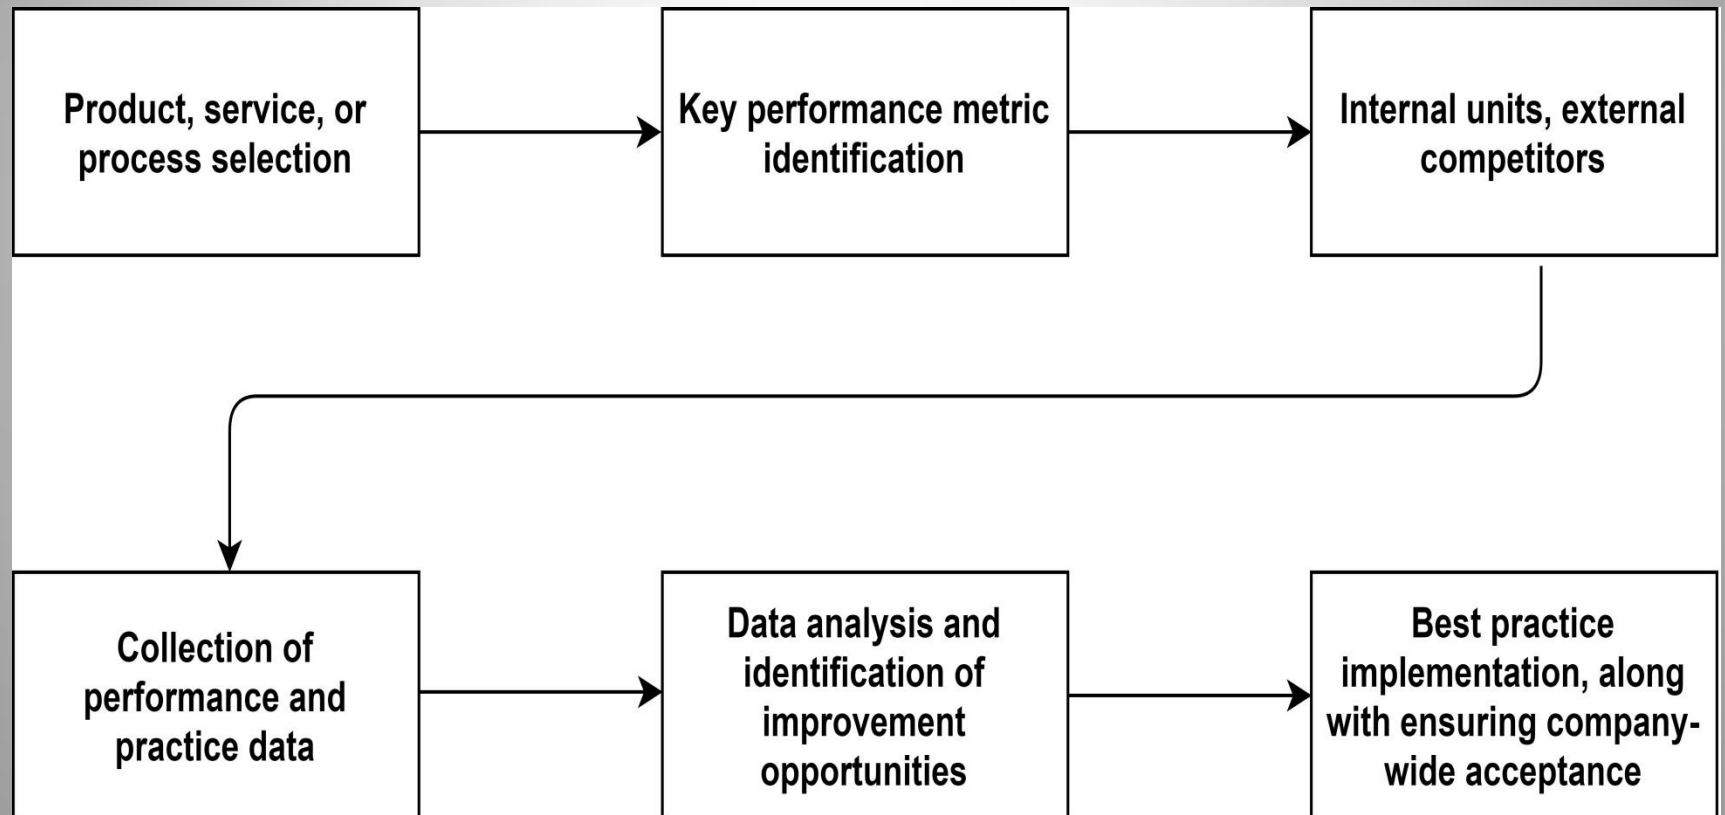 Product, service, or
process selection
Key performance metric
identification
Internal units, external
competitors
Collection of
performance and
practice data
Data analysis and
identification of
improvement
opportunities
Best practice
implementation, along
with ensuring company-
wide acceptance